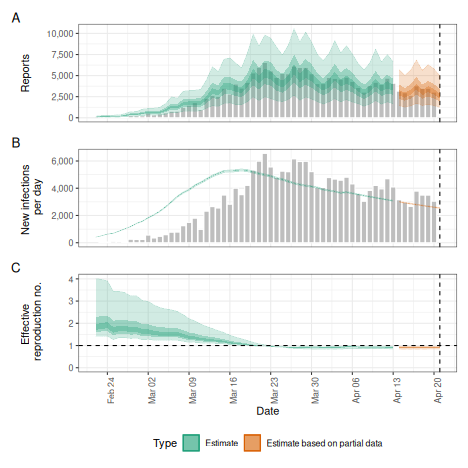 A
Reports
10,000
7,500
5,000
2,500
0
B
New infections
per day
6,000
4,000
2,000
0
C
Effective
reproduction no.
4
3
2
1
0
Feb 24
Mar 02
Mar 09
Mar 16
Mar 23
Mar 30
Apr 06
Apr 13
Apr 20
Date
Type Estimate Estimate based on partial data